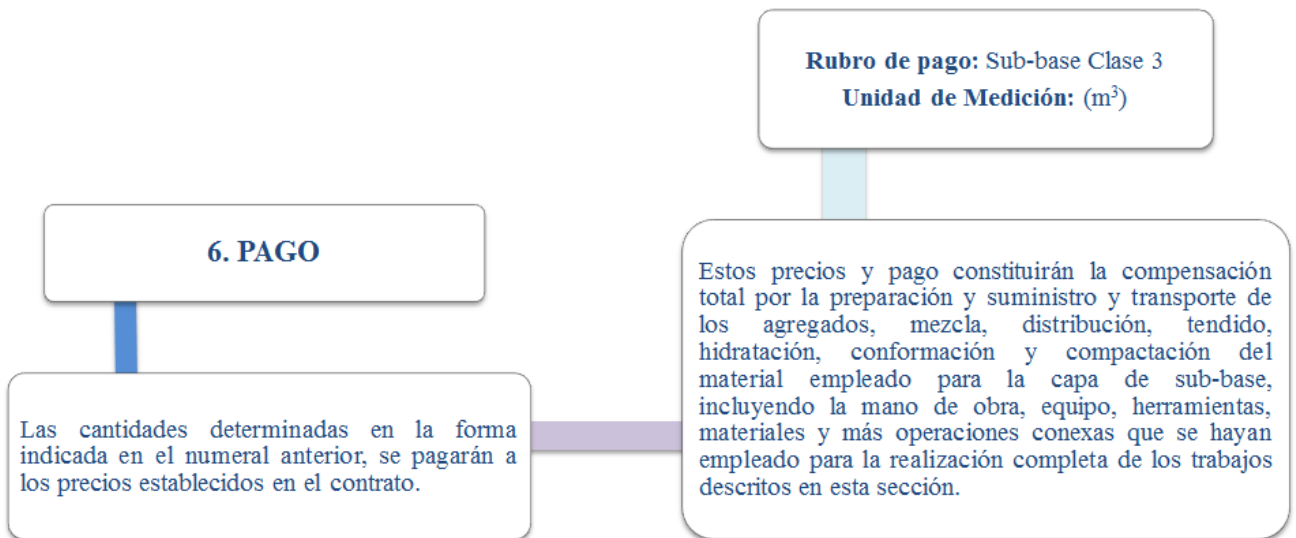 6. PAGO
Las cantidades determinadas en la forma
indicada en el numeral anterior, se pagarán a
los precios establecidos en el contrato.
Rubro de pago: Sub-base Clase 3
Unidad de Medición: (m³)
Estos precios y pago constituirán la compensación
total por la preparación y suministro y transporte de
los agregados, mezcla, distribución, tendido,
hidratación, conformación y compactación del
material empleado para la capa de sub-base,
incluyendo la mano de obra, equipo, herramientas,
materiales y más operaciones conexas que se hayan
empleado para la realización completa de los trabajos
descritos en esta sección.